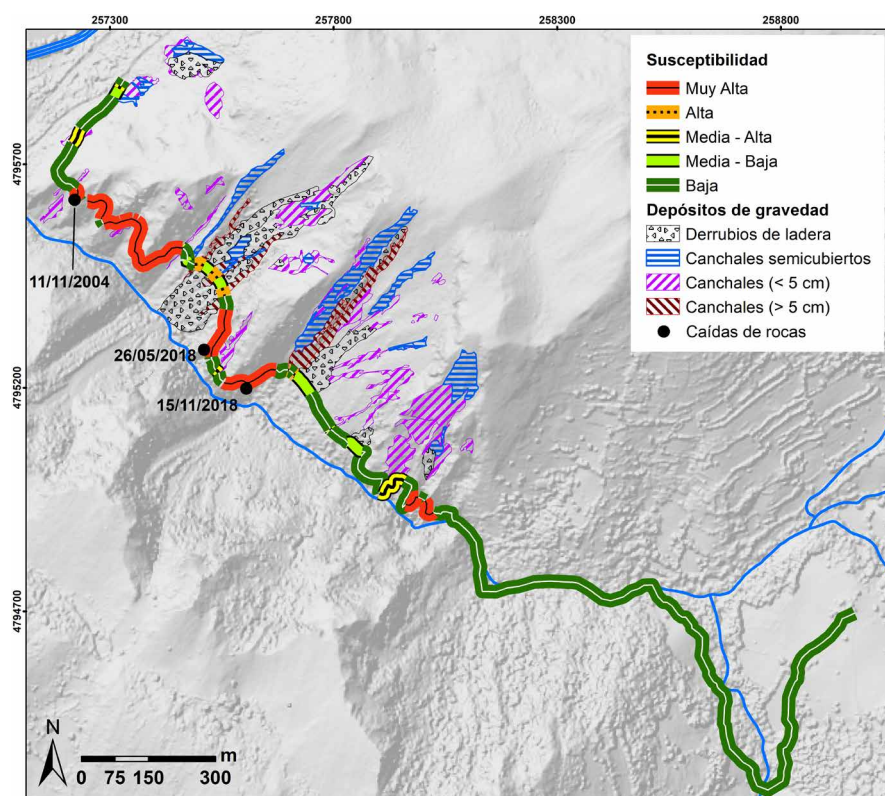 257300
257800
258300
258800
Susceptibilidad
Muy Alta
Alta
Media - Alta
Media - Baja
Baja
Depósitos de gravedad
Derrubios de ladera
Canchales semicubiertos
Canchales (< 5 cm)
Canchales (> 5 cm)
Caídas de rocas
4795700
11/11/2004
26/05/2018
4795200
15/11/2018
4794700
N
m
0 75 150 300